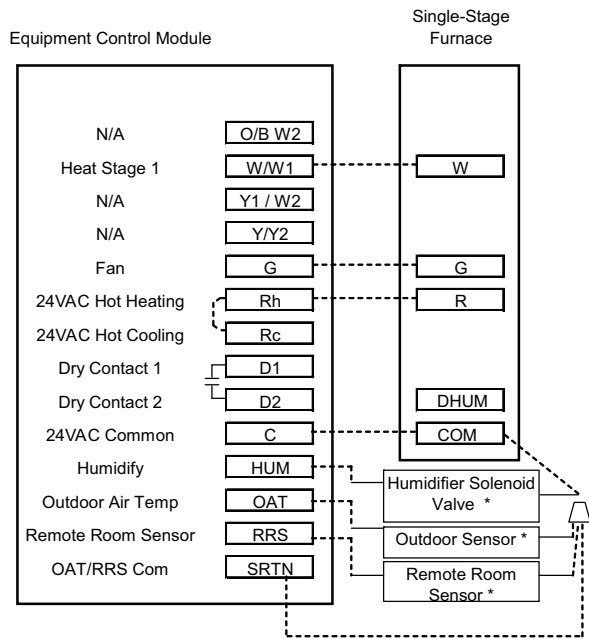 Single-Stage
Furnace
Equipment Control Module
N/A O/B W2
Heat Stage 1 W/W1 W
N/A Y1 / W2
N/A Y/Y2
Fan G G
24VAC Hot Heating Rh R
24VAC Hot Cooling Rc
Dry Contact 1 D1
Dry Contact 2 D2 DHUM
24VAC Common C COM
Humidify HUM
Humidifier Solenoid
Valve *
Outdoor Air Temp OAT
Outdoor Sensor *
Remote Room Sensor RRS
Remote Room
Sensor *
OAT/RRS Com SRTN